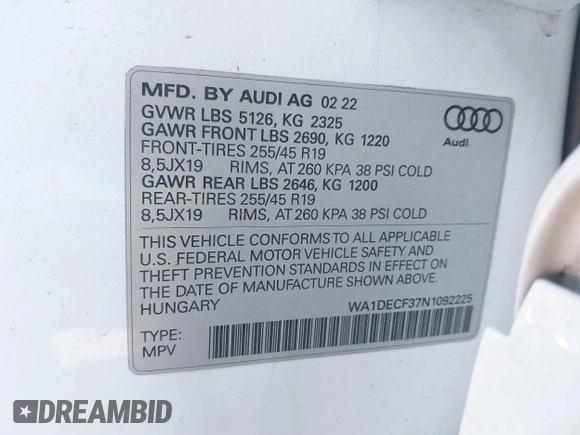 MFD. BY AUDI AG 02 22
GVWR LBS 5126, KG 2325
GAWR FRONT LBS 2690, KG 1220
FRONT-TIRES 255/45 R19
8,5JX19 RIMS, AT 260 KPA 38 PSI COLD
GAWR REAR LBS 2646, KG 1200
REAR-TIRES 255/45 R19
8,5JX19 RIMS, AT 260 KPA 38 PSI COLD
Audi
THIS VEHICLE CONFORMS TO ALL APPLICABLE
U.S. FEDERAL MOTOR VEHICLE SAFETY AND
THEFT PREVENTION STANDARDS IN EFFECT ON
THE DATE OF MANUFACTURE SHOWN ABOVE.
HUNGARY
WA1DECF37N1092225
TYPE:
MPV
DREAMBID